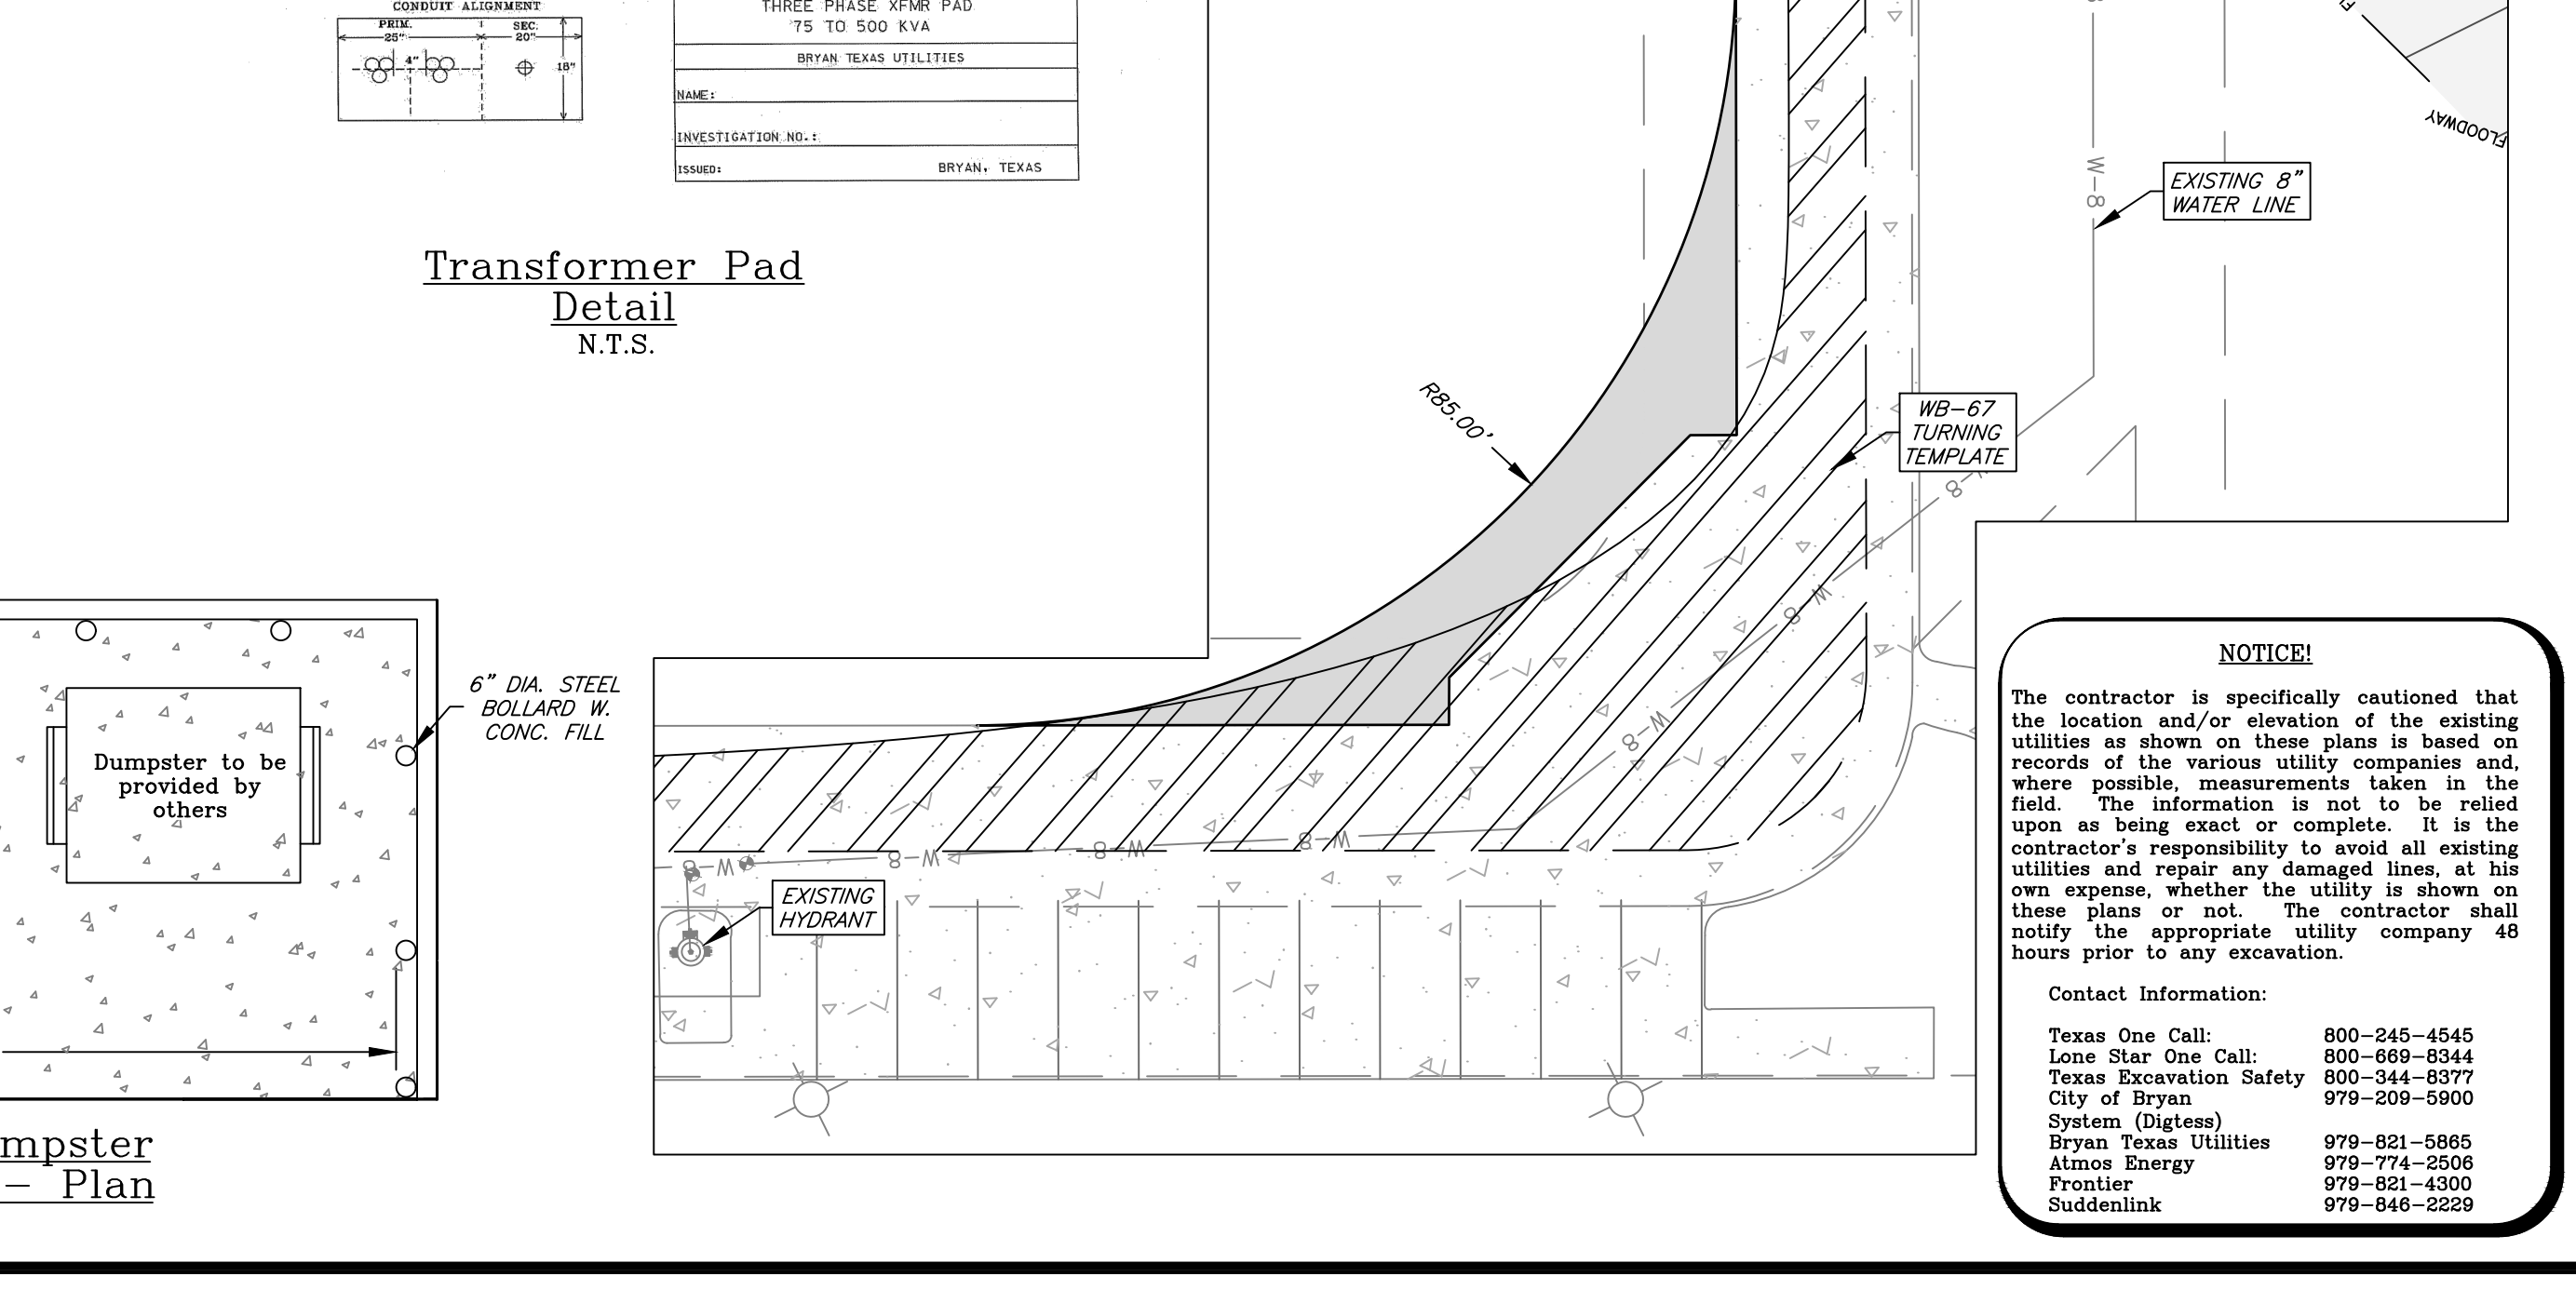 CONDUIT ALIGNMENT
PRIM.
SEC.
25"
20"
4"
18"
THREE PHASE XFMR PAD
75 TO 500 KVA
BRYAN TEXAS UTILITIES
NAME:
INVESTIGATION NO.:
ISSUED:
BRYAN, TEXAS
Transformer Pad
Detail
N.T.S.
6" DIA. STEEL
BOLLARD W.
CONC. FILL
Dumpster to be
provided by
others
mpster
- Plan
R85.00'
WB-67
TURNING
TEMPLATE
EXISTING 8"
WATER LINE
FLOODWAY
W-8
8-W
8-W
8-W
8-W
8-W
8-W
EXISTING
HYDRANT
NOTICE!
The contractor is specifically cautioned that
the location and/or elevation of the existing
utilities as shown on these plans is based on
records of the various utility companies and,
where possible, measurements taken in the
field. The information is not to be relied
upon as being exact or complete. It is the
contractor's responsibility to avoid all existing
utilities and repair any damaged lines, at his
own expense, whether the utility is shown on
these plans or not. The contractor shall
notify the appropriate utility company 48
hours prior to any excavation.
Contact Information:
Texas One Call: 800-245-4545
Lone Star One Call: 800-669-8344
Texas Excavation Safety 800-344-8377
City of Bryan 979-209-5900
System (Digtess)
Bryan Texas Utilities 979-821-5865
Atmos Energy 979-774-2506
Frontier 979-821-4300
Suddenlink 979-846-2229